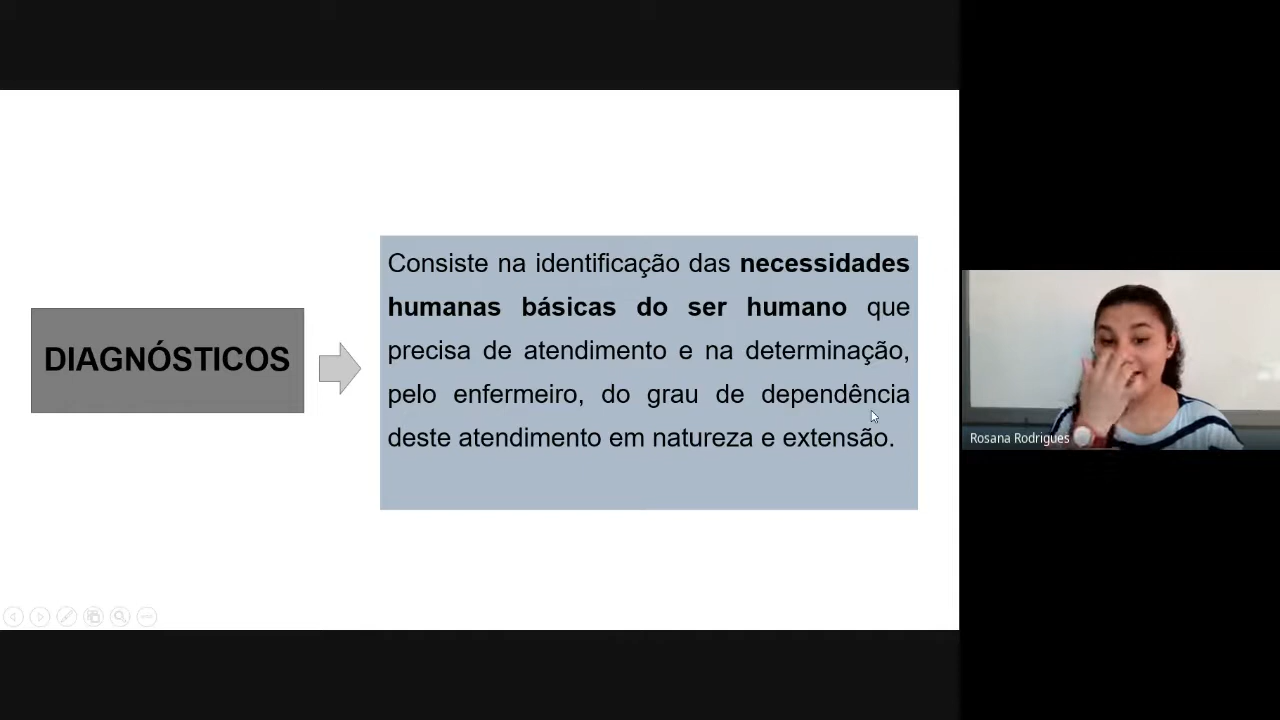 DIAGNÓSTICOS
Consiste na identificação das necessidades
humanas básicas do ser humano que
precisa de atendimento e na determinação,
pelo enfermeiro, do grau de dependência
deste atendimento em natureza e extensão.
Rosana Rodrigues